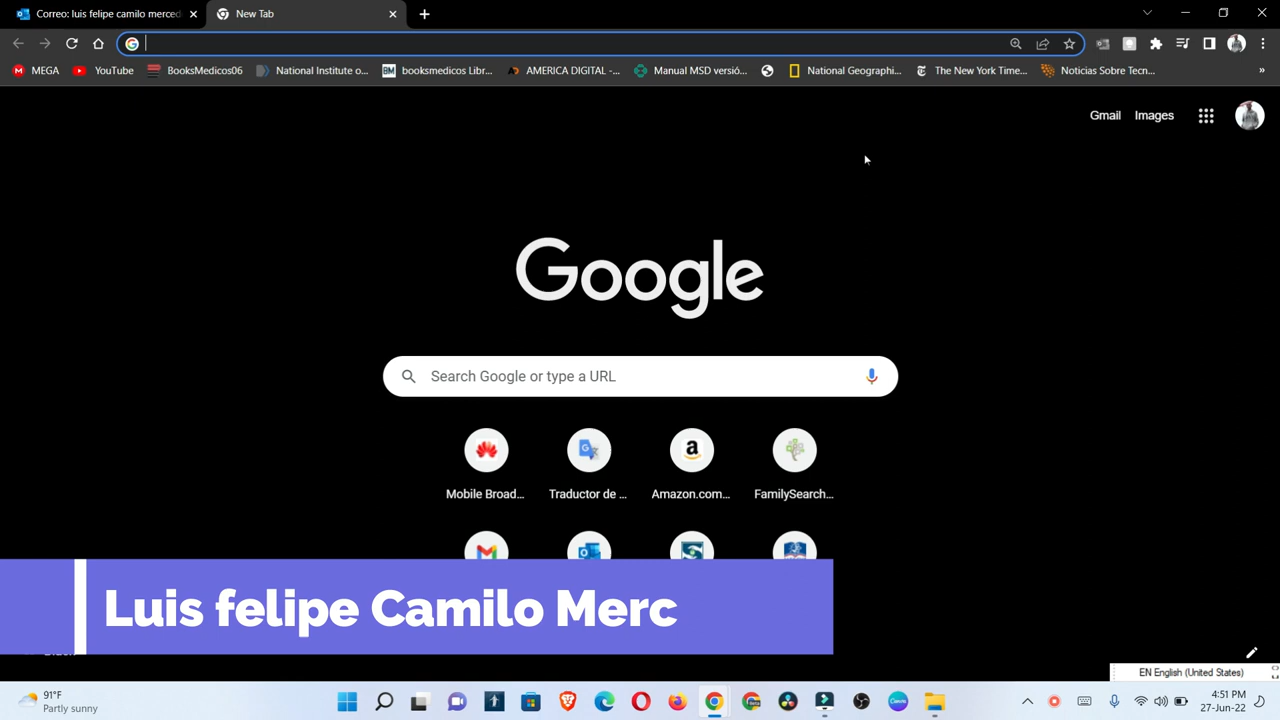 Correo: luis felipe camilo merced
New Tab
MEGA
YouTube
BooksMedicos06
National Institute o...
booksmedicos Libr...
AMERICA DIGITAL -...
Manual MSD versió...
National Geographi...
The New York Time...
Noticias Sobre Tecn...
Gmail
Images
Google
Search Google or type a URL
Mobile Broad...
Traductor de ...
Amazon.com...
FamilySearch...
Luis felipe Camilo Merc
EN English (United States)
91°F
Partly sunny
4:51 PM
27-Jun-22